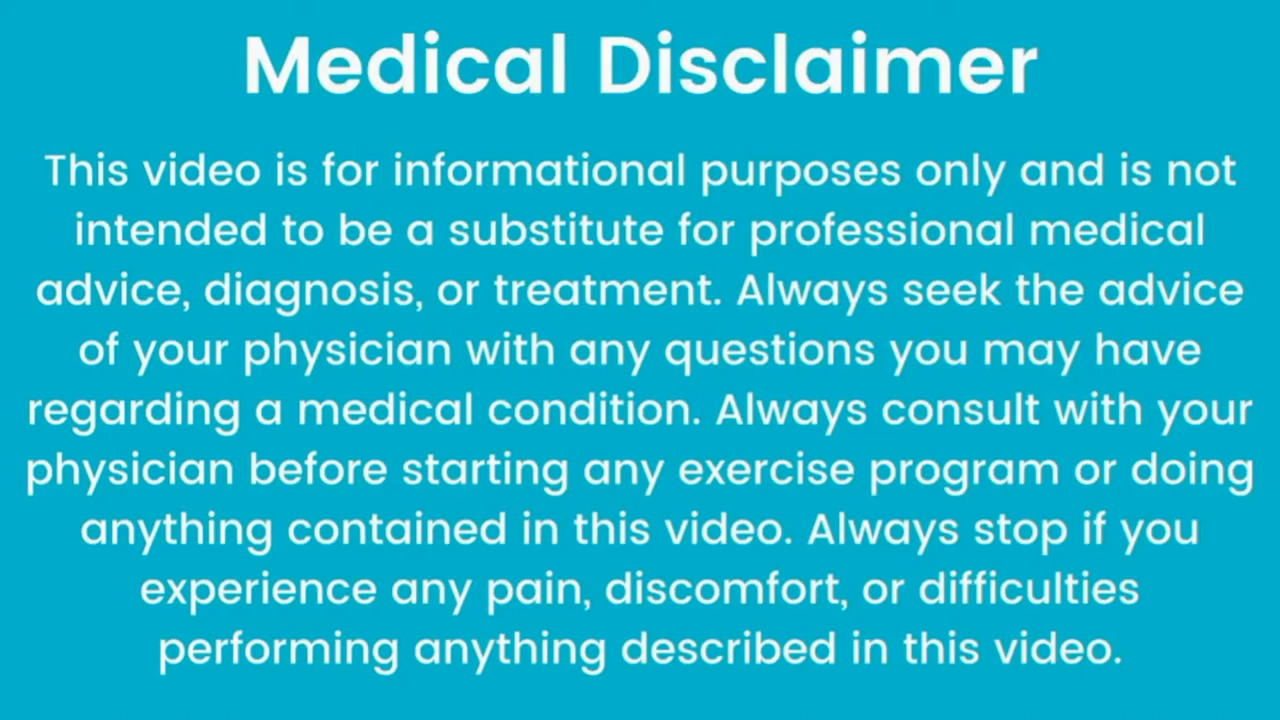 Medical Disclaimer
This video is for informational purposes only and is not
intended to be a substitute for professional medical
advice, diagnosis, or treatment. Always seek the advice
of your physician with any questions you may have
regarding a medical condition. Always consult with your
physician before starting any exercise program or doing
anything contained in this video. Always stop if you
experience any pain, discomfort, or difficulties
performing anything described in this video.